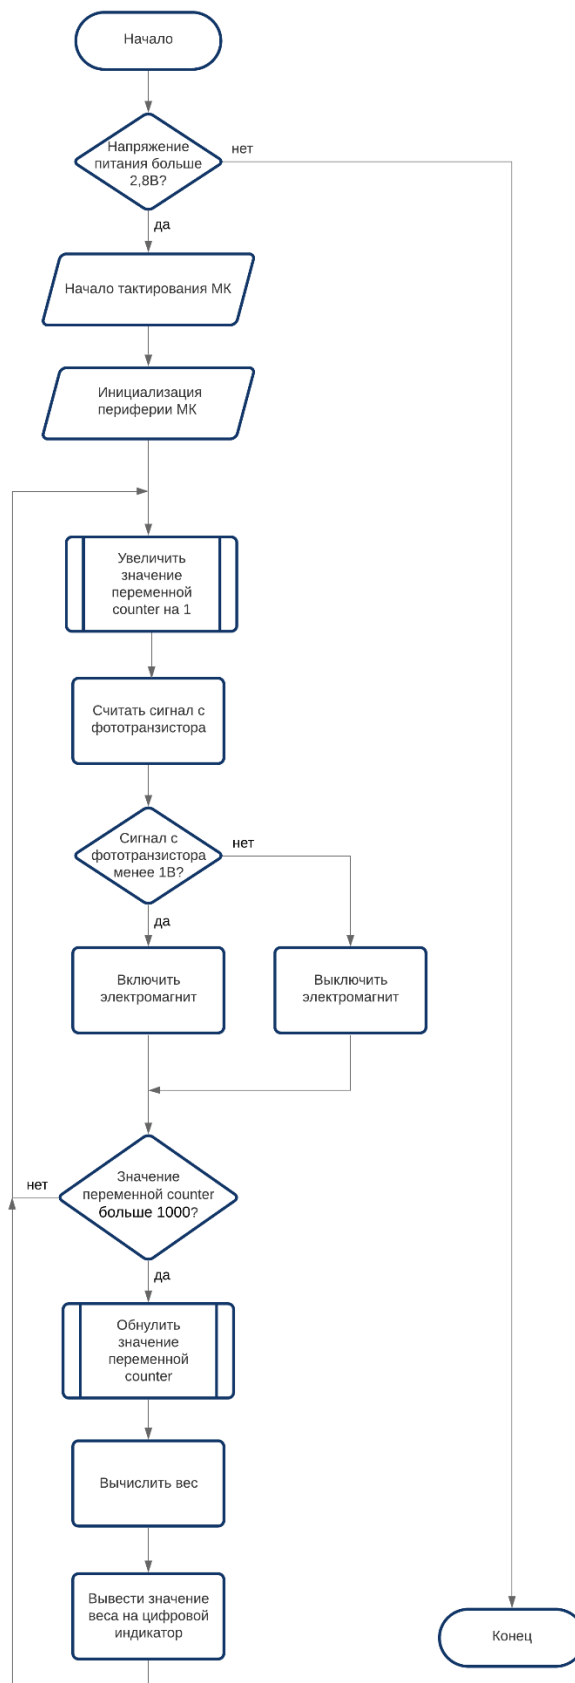 Начало
Напряжение
питания больше
2,8В?
нет
да
Начало тактирования МК
Инициализация
периферии МК
Увеличить
значение
переменной
counter на 1
Считать сигнал с
фототранзистора
Сигнал с
фототранзистора
менее 1В?
нет
да
Включить
электромагнит
Выключить
электромагнит
Значение
переменной counter
больше 1000?
нет
да
Обнулить
значение
переменной
counter
Вычислить вес
Вывести значение
веса на цифровой
индикатор
Конец